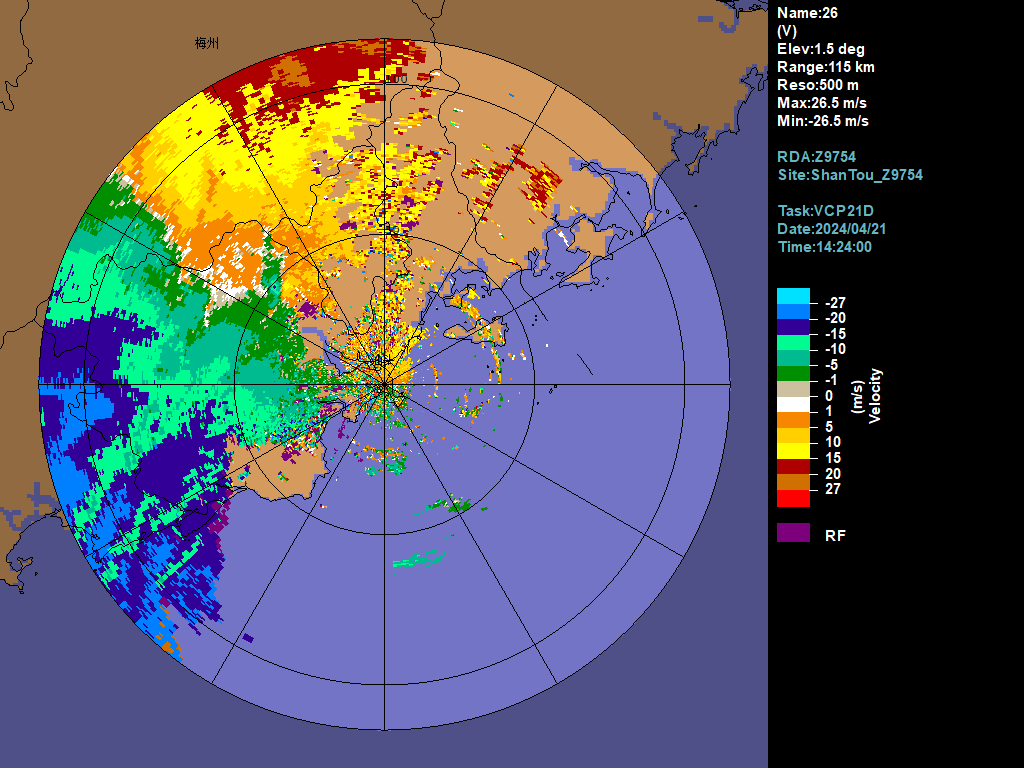 梅州
Name:26
(V)
Elev:1.5 deg
Range:115 km
Reso:500 m
Max:26.5 m/s
Min:-26.5 m/s
RDA:Z9754
Site:ShanTou_Z9754
Task:VCP21D
Date:2024/04/21
Time:14:24:00
-27
-20
-15
-10
-5
-1
0
1
5
10
15
20
27
(m/s)
Velocity
RF